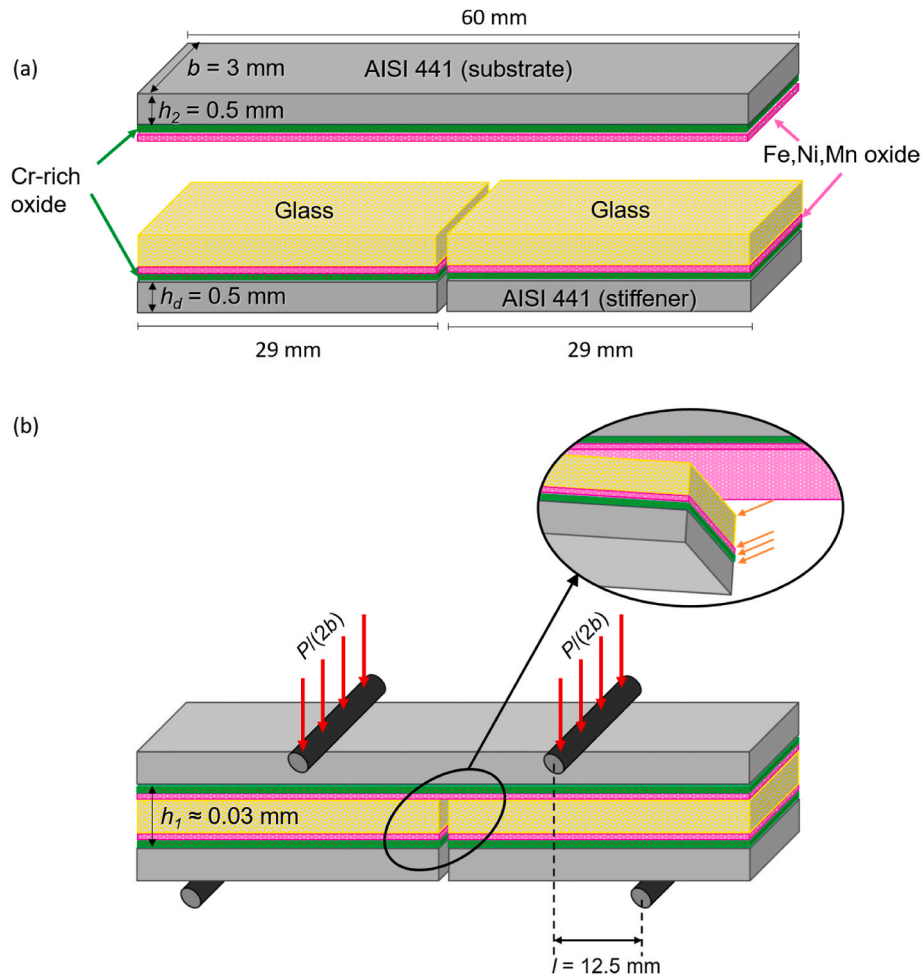 60 mm
(a)
b = 3 mm
AISI 441 (substrate)
h2 = 0.5 mm
Fe,Ni,Mn oxide
Cr-rich
oxide
Glass
Glass
hd = 0.5 mm
AISI 441 (stiffener)
29 mm
29 mm
(b)
P/(2b)
P/(2b)
h1 ≈ 0.03 mm
l = 12.5 mm